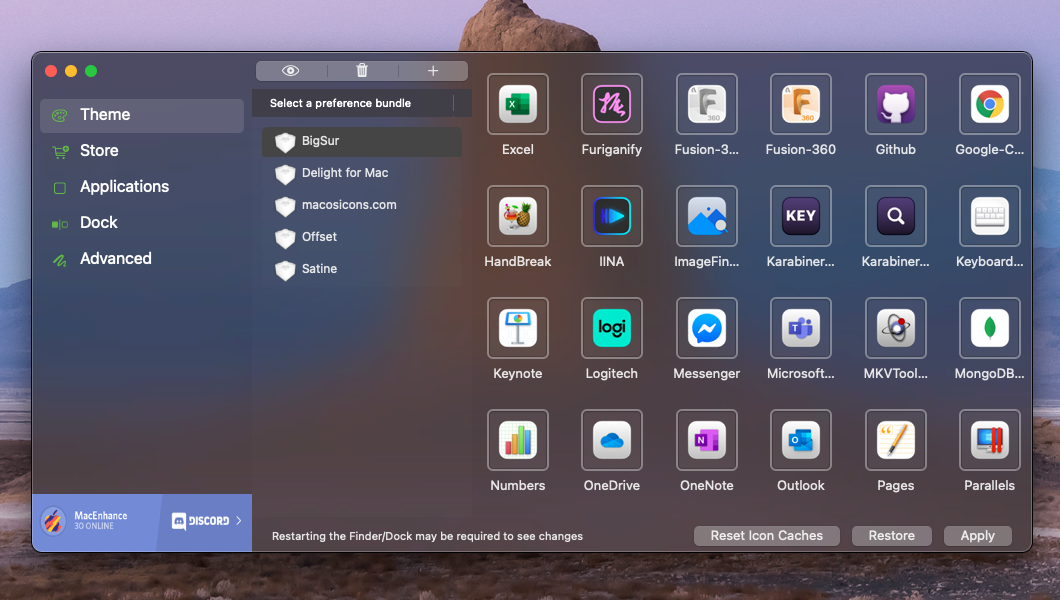 Theme
Store
Applications
Dock
Advanced
MacEnhance
30 ONLINE
DISCORD
Select a preference bundle
BigSur
Delight for Mac
macosicons.com
Offset
Satine
Excel
Furiganify
Fusion-3...
Fusion-360
Github
Google-C...
HandBreak
IINA
ImageFin...
Karabiner...
Karabiner...
Keyboard...
Keynote
Logitech
Messenger
Microsoft...
MKVTool...
MongoDB...
Numbers
OneDrive
OneNote
Outlook
Pages
Parallels
X
A
F
360
A
F
360
KEY
logi
T
N
O
Restarting the Finder/Dock may be required to see changes
Reset Icon Caches
Restore
Apply